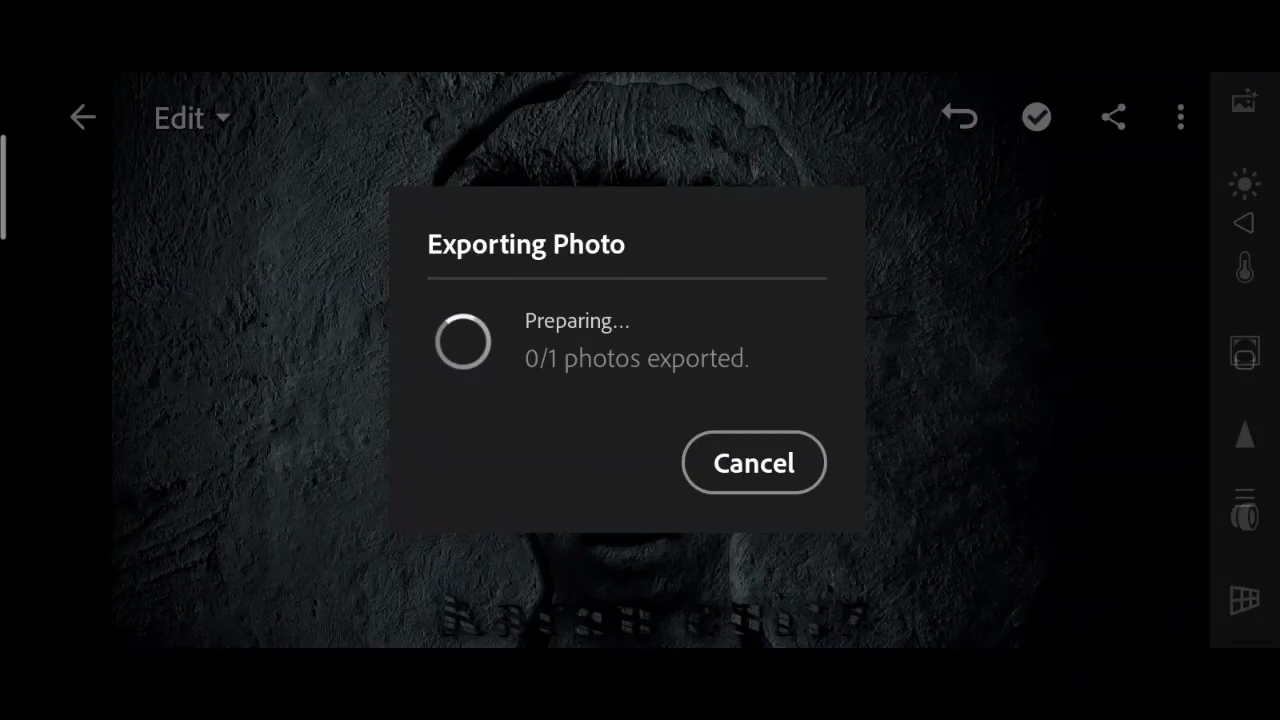 Edit
Exporting Photo
Preparing...
0/1 photos exported.
Cancel